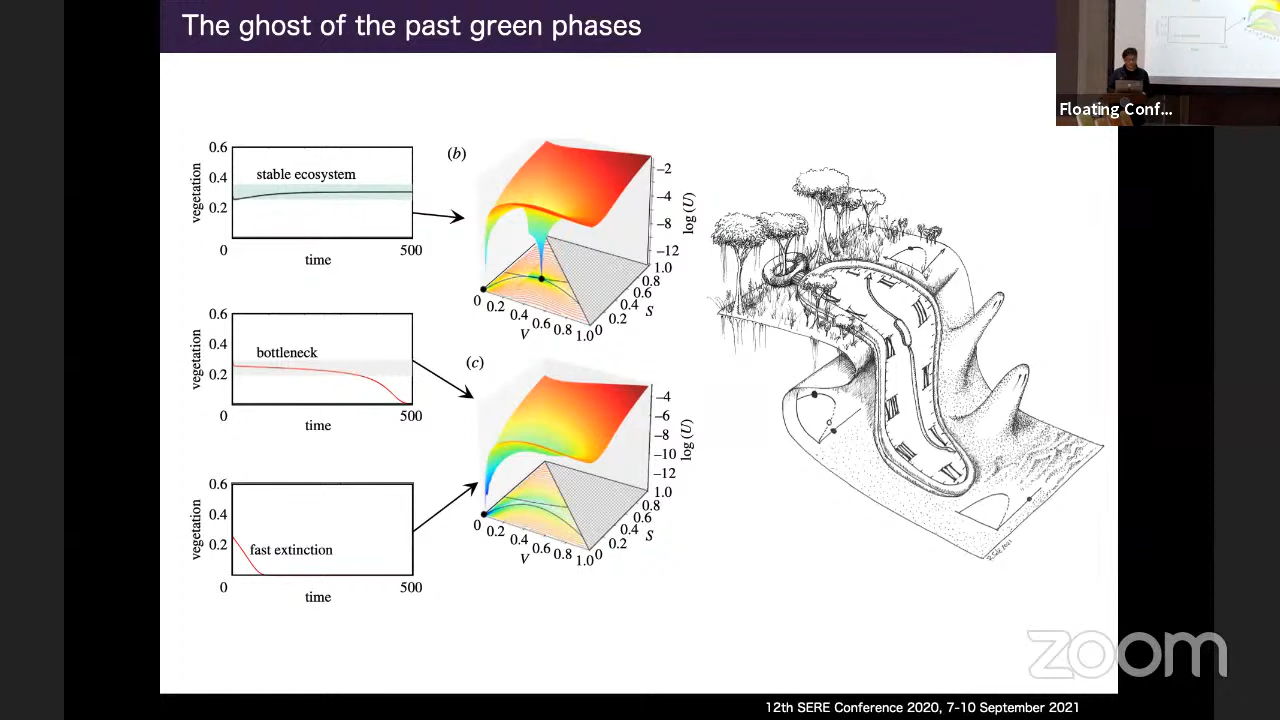 The ghost of the past green phases
Floating Conf...
0.6
0.4
0.2
vegetation
stable ecosystem
0
500
time
0.6
0.4
0.2
vegetation
bottleneck
0
500
time
0.6
0.4
0.2
vegetation
fast extinction
0
500
time
(b)
−2
−4
−8
−12
log (U)
1.0
0.8
0.6
0.4
0.2
0
S
0
0.2
0.4
0.6
0.8
1.0
V
(c)
−4
−6
−8
−10
−12
log (U)
1.0
0.8
0.6
0.4
0.2
0
S
0
0.2
0.4
0.6
0.8
1.0
V
zoom
12th SERE Conference 2020, 7-10 September 2021